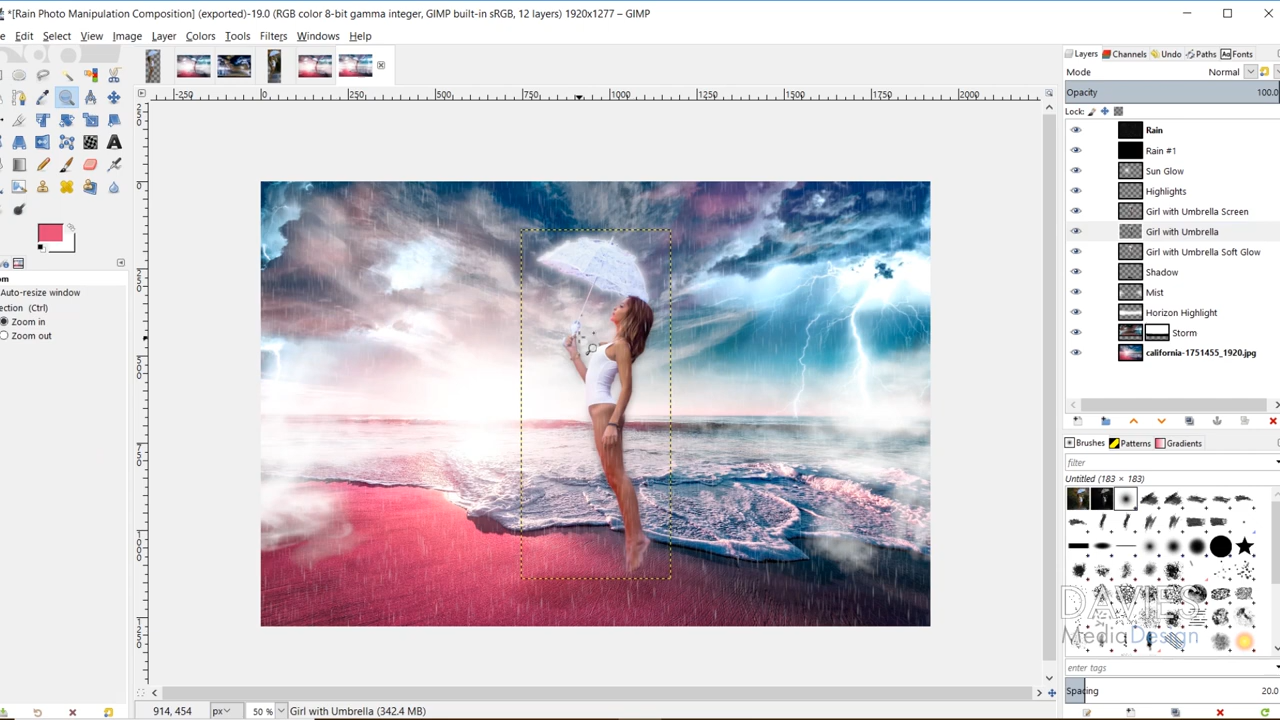 *[Rain Photo Manipulation Composition] (exported)-19.0 (RGB color 8-bit gamma integer, GIMP built-in sRGB, 12 layers) 1920x1277 – GIMP
e Edit Select View Image Layer Colors Tools Filters Windows Help
Layers Channels Undo Paths Fonts
Mode Normal
Opacity 100.0
Lock:
-250 0 250 500 750 1000 1250 1500 1750 2000
Rain
Rain #1
Sun Glow
Highlights
Girl with Umbrella Screen
Girl with Umbrella
Girl with Umbrella Soft Glow
Shadow
Mist
Horizon Highlight
Storm
california-1751455_1920.jpg
om
Auto-resize window
ection (Ctrl)
Zoom in
Zoom out
Brushes Patterns Gradients
filter
Untitled (183 × 183)
DAVIES
MediaDesign
enter tags
Spacing 20.0
914, 454 px 50 % Girl with Umbrella (342.4 MB)